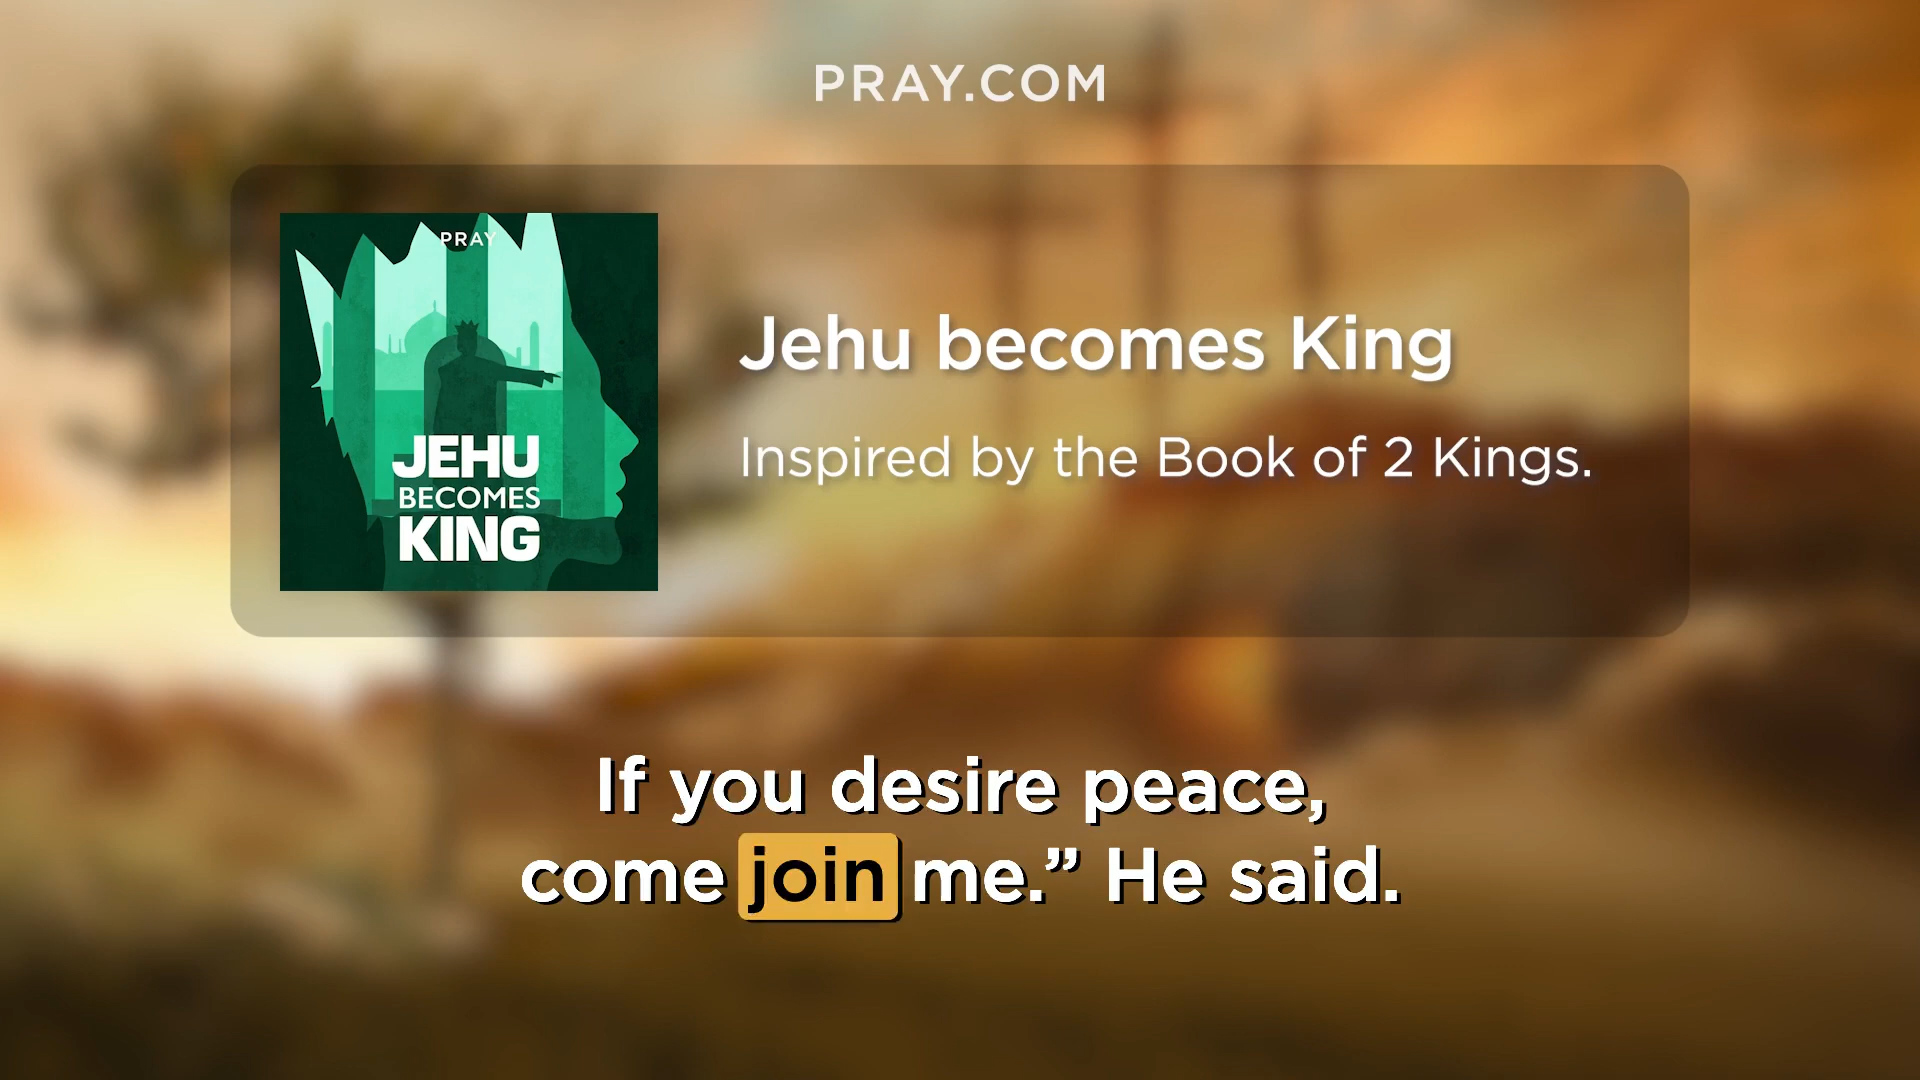 PRAY.COM
PRAY
JEHU
BECOMES
KING
Jehu becomes King
Inspired by the Book of 2 Kings.
If you desire peace,
come join me.” He said.